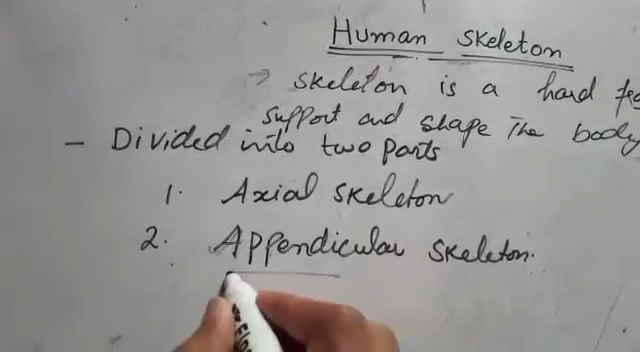 Human skeleton
→ skeleton is a hard
support and shape The body
- Divided into two parts
1. Axial skeleton
2. Appendicular skeleton.